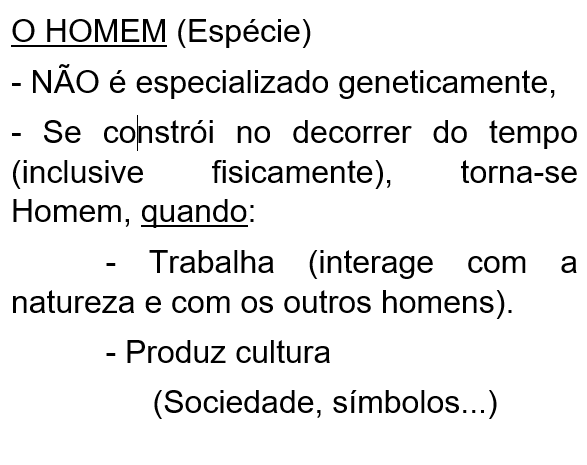 O HOMEM (Espécie)
- NÃO é especializado geneticamente,
- Se constrói no decorrer do tempo
(inclusive fisicamente), torna-se
Homem, quando:
- Trabalha (interage com a
natureza e com os outros homens).
- Produz cultura
(Sociedade, símbolos...)